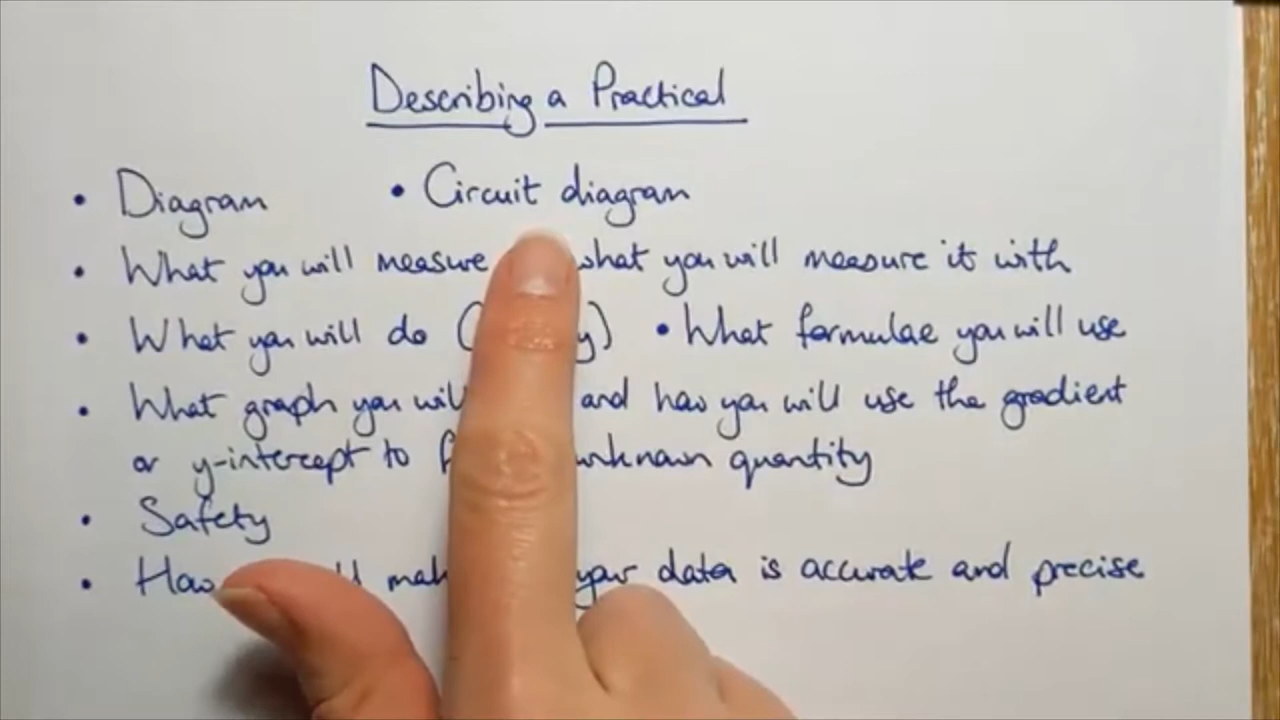 Describing a Practical
• Diagram • Circuit diagram
• What you will measure what you will measure it with
• What you will do ( y) • What formulae you will use
• What graph you will and how you will use the gradient
or y-intercept to unknown quantity
• Safety
• How your data is accurate and precise